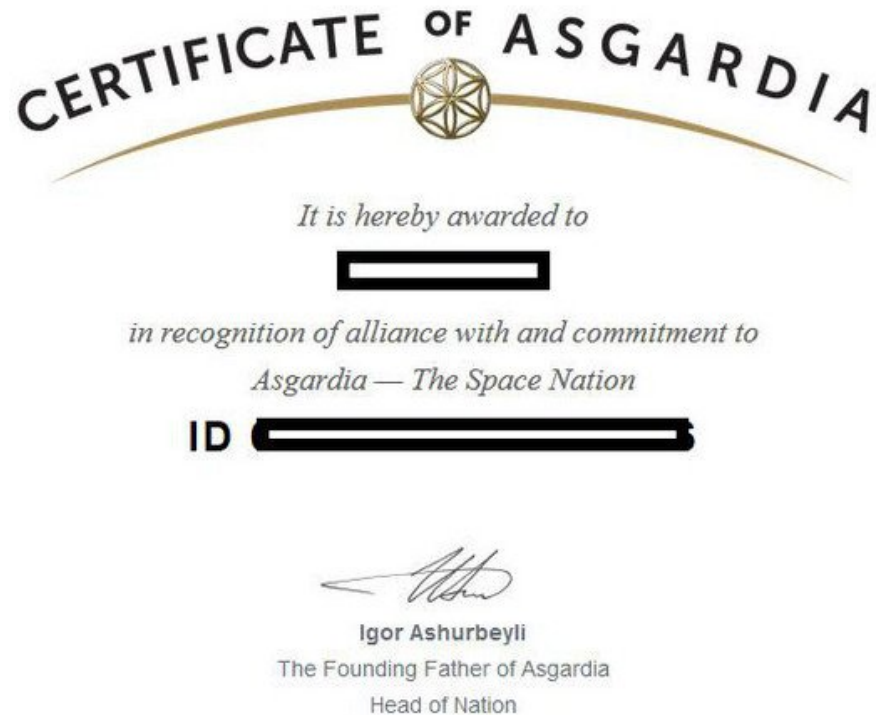 CERTIFICATE OF ASGARDIA
It is hereby awarded to
in recognition of alliance with and commitment to
Asgardia — The Space Nation
ID
Igor Ashurbeyli
The Founding Father of Asgardia
Head of Nation